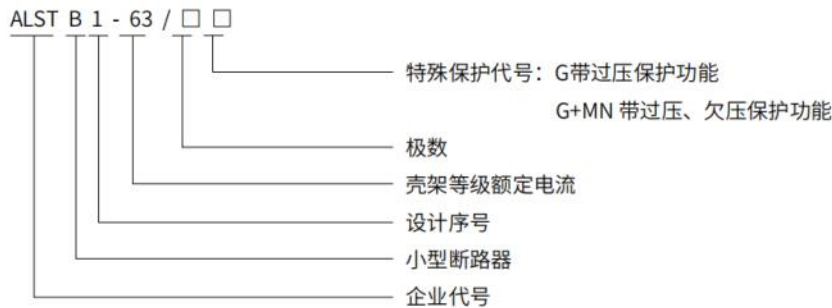 ALST B 1 - 63 / □ □
特殊保护代号：G带过压保护功能
G+MN 带过压、欠压保护功能
极数
壳架等级额定电流
设计序号
小型断路器
企业代号